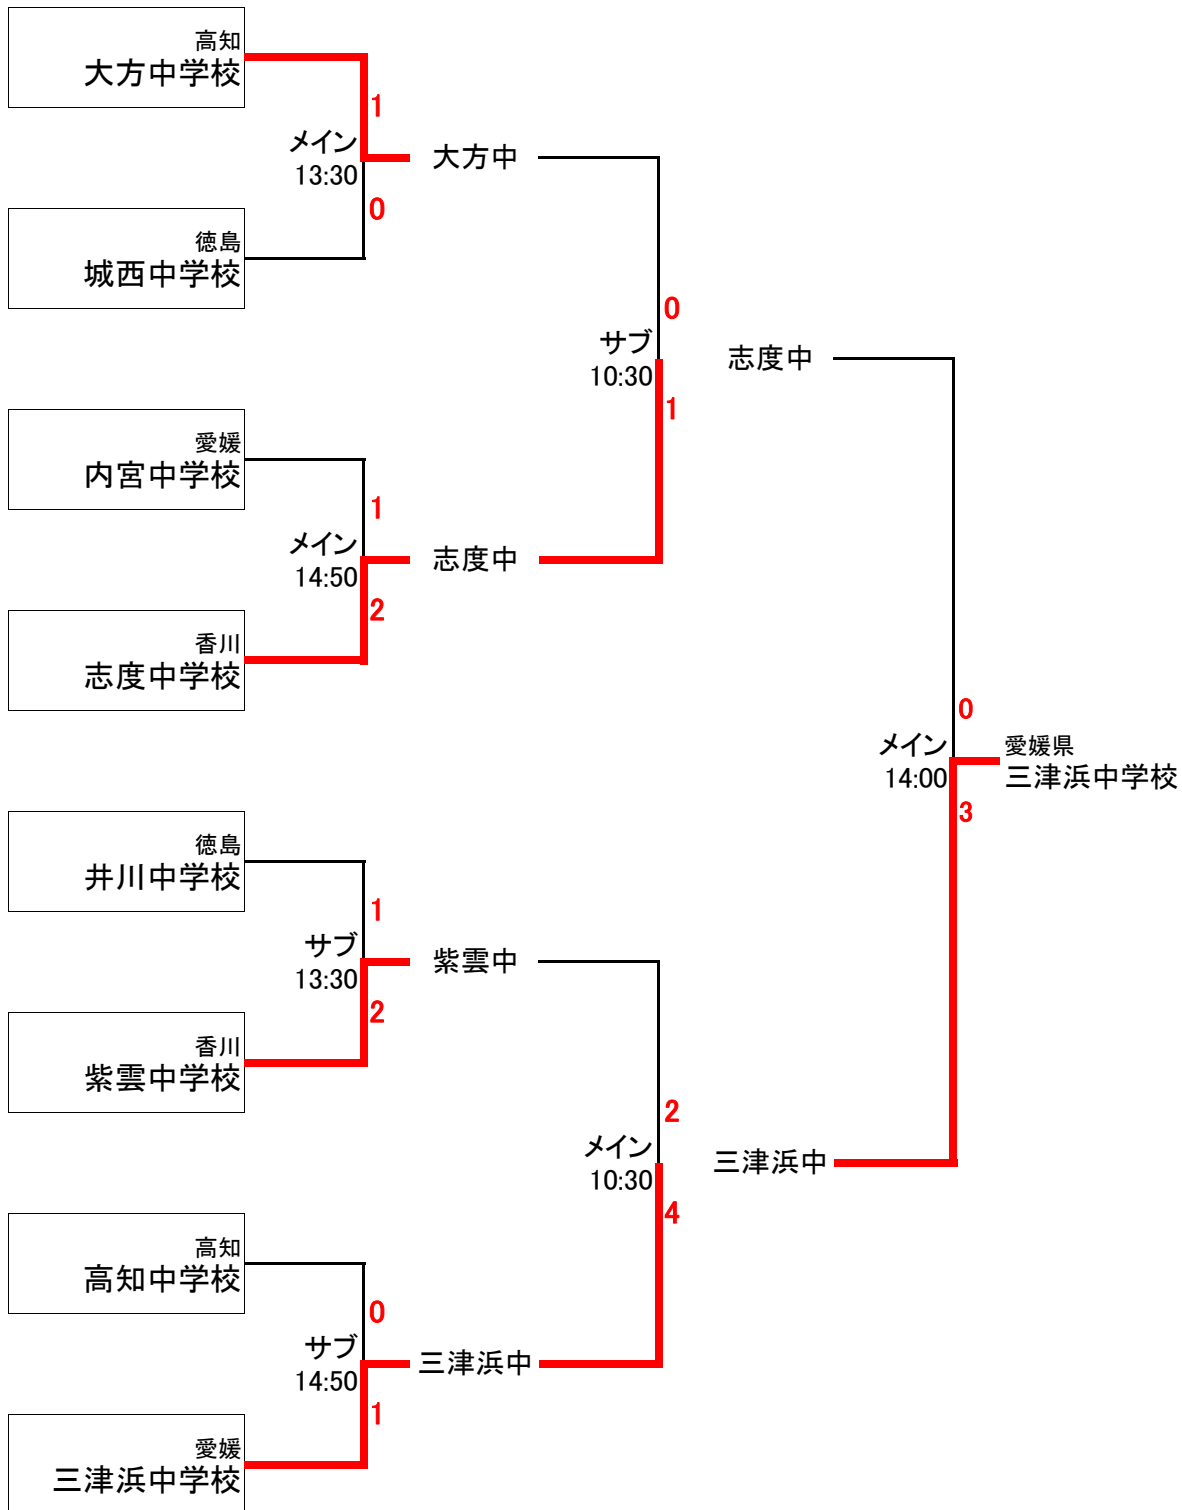 高知
大方中学校
1
メイン
13:30
大方中
0
徳島
城西中学校
0
サブ
10:30
志度中
1
愛媛
内宮中学校
1
メイン
14:50
志度中
2
香川
志度中学校
0
メイン
14:00
愛媛県
三津浜中学校
3
徳島
井川中学校
1
サブ
13:30
紫雲中
2
香川
紫雲中学校
2
メイン
10:30
三津浜中
4
高知
高知中学校
0
サブ
14:50
三津浜中
1
愛媛
三津浜中学校